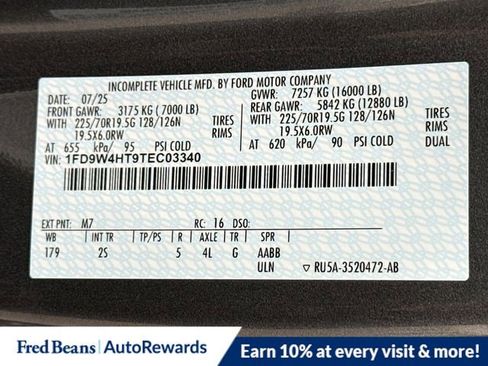 INCOMPLETE VEHICLE MFD. BY FORD MOTOR COMPANY
DATE: 07/25 GVWR: 7257 KG (16000 LB)
FRONT GAWR: 3175 KG (7000 LB) REAR GAWR: 5842 KG (12880 LB)
WITH 225/70R19.5G 128/126N TIRES WITH 225/70R19.5G 128/126N TIRES
19.5X6.0RW RIMS 19.5X6.0RW RIMS
AT 655 kPa/ 95 PSI COLD AT 620 kPa/ 90 PSI COLD DUAL
VIN: 1FD9W4HT9TEC03340
EXT PNT: M7 RC: 16 DSO:
WB INT TR TP/PS R AXLE TR SPR
179 2S 5 4L G AABB
ULN RU5A-3520472-AB
Fred Beans | AutoRewards Earn 10% at every visit & more!